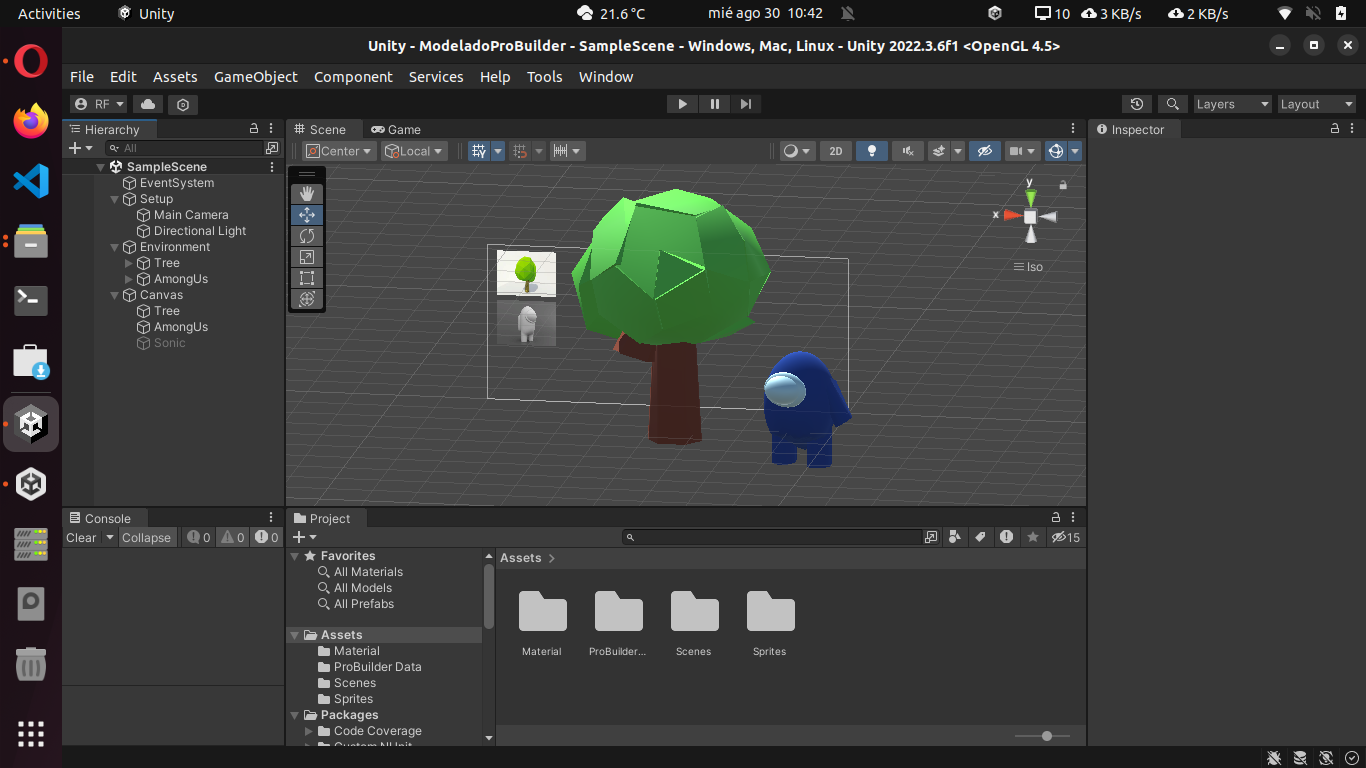 Activities Unity 21.6 °C mié ago 30 10:42 10 3 KB/s 2 KB/s
Unity - ModeladoProBuilder - SampleScene - Windows, Mac, Linux - Unity 2022.3.6f1 <OpenGL 4.5>
File Edit Assets GameObject Component Services Help Tools Window
RF Layers Layout
Hierarchy Scene Game Inspector
All Center Local 2D
SampleScene
EventSystem
Setup
Main Camera
Directional Light
Environment
Tree
AmongUs
Canvas
Tree
AmongUs
Sonic
y
x
Iso
Console Project
Clear Collapse 0 0 0 15
Favorites
All Materials
All Models
All Prefabs
Assets
Material
ProBuilder Data
Scenes
Sprites
Packages
Code Coverage
Assets
Material ProBuilder... Scenes Sprites